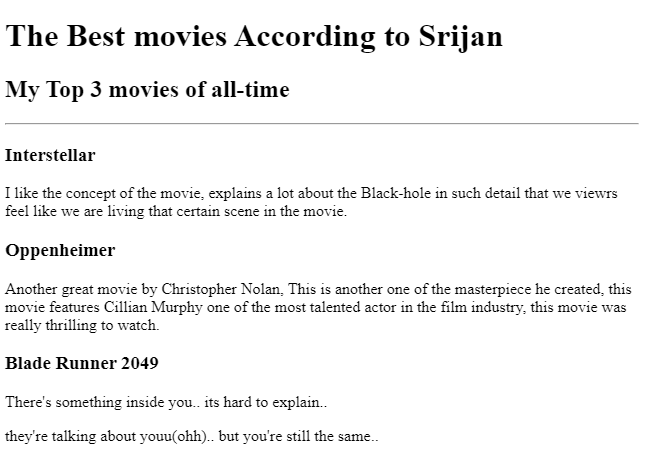 The Best movies According to Srijan
My Top 3 movies of all-time
Interstellar
I like the concept of the movie, explains a lot about the Black-hole in such detail that we viewrs
feel like we are living that certain scene in the movie.
Oppenheimer
Another great movie by Christopher Nolan, This is another one of the masterpiece he created, this
movie features Cillian Murphy one of the most talented actor in the film industry, this movie was
really thrilling to watch.
Blade Runner 2049
There's something inside you.. its hard to explain..
they're talking about youu(ohh).. but you're still the same..